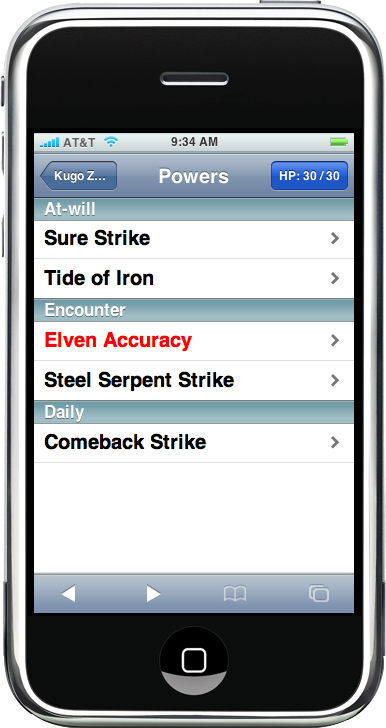 AT&T 9:34 AM
Kugo Z... Powers HP: 30 / 30
At-will
Sure Strike
Tide of Iron
Encounter
Elven Accuracy
Steel Serpent Strike
Daily
Comeback Strike